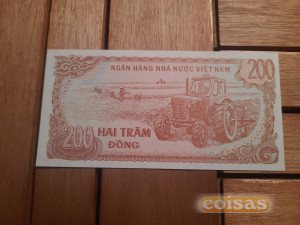 NGÂN HÀNG NHÀ NƯỚC VIỆT NAM
200
200
HAI TRĂM
ĐỒNG
coisas